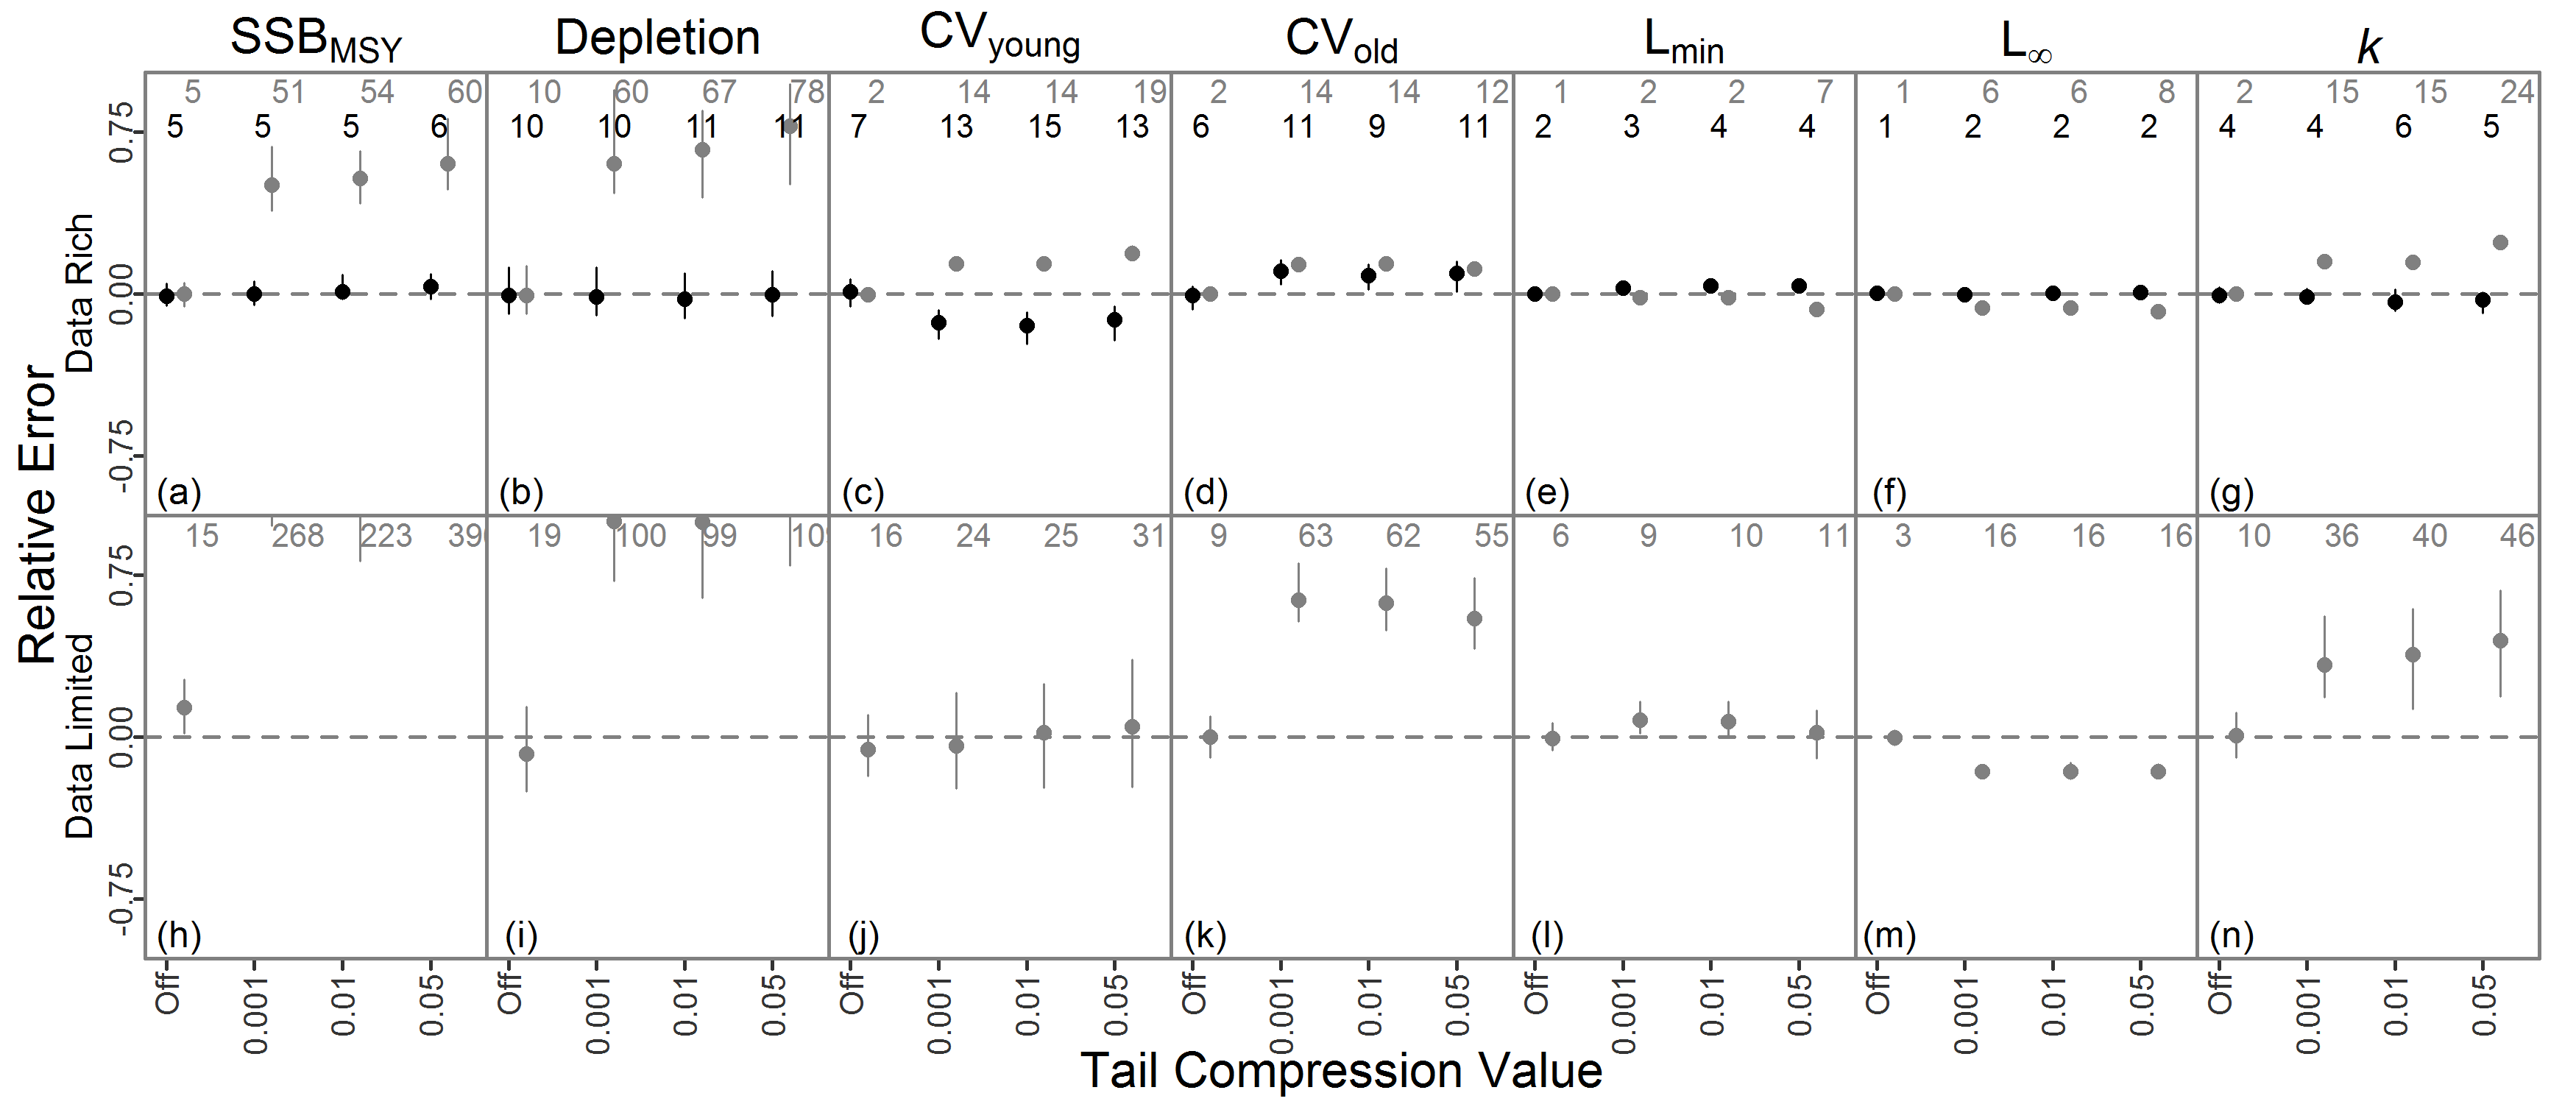 SSB_MSY Depletion CV_young CV_old L_min L_∞ k
5 51 54 60 10 60 67 78 2 14 14 19 2 14 14 12 1 2 2 7 1 6 6 8 2 15 15 24
5 5 5 6 10 10 11 11 7 13 15 13 6 11 9 11 2 3 4 4 1 2 2 2 4 4 6 5
0.75
0.00
-0.75
Data Rich
(a) (b) (c) (d) (e) (f) (g)
15 268 223 19 100 99 16 24 25 31 9 63 62 55 6 9 10 11 3 16 16 16 10 36 40 46
0.75
0.00
-0.75
Data Limited
Relative Error
(h) (i) (j) (k) (l) (m) (n)
Off 0.001 0.01 0.05 Off 0.001 0.01 0.05 Off 0.001 0.01 0.05 Off 0.001 0.01 0.05 Off 0.001 0.01 0.05 Off 0.001 0.01 0.05 Off 0.001 0.01 0.05
Tail Compression Value